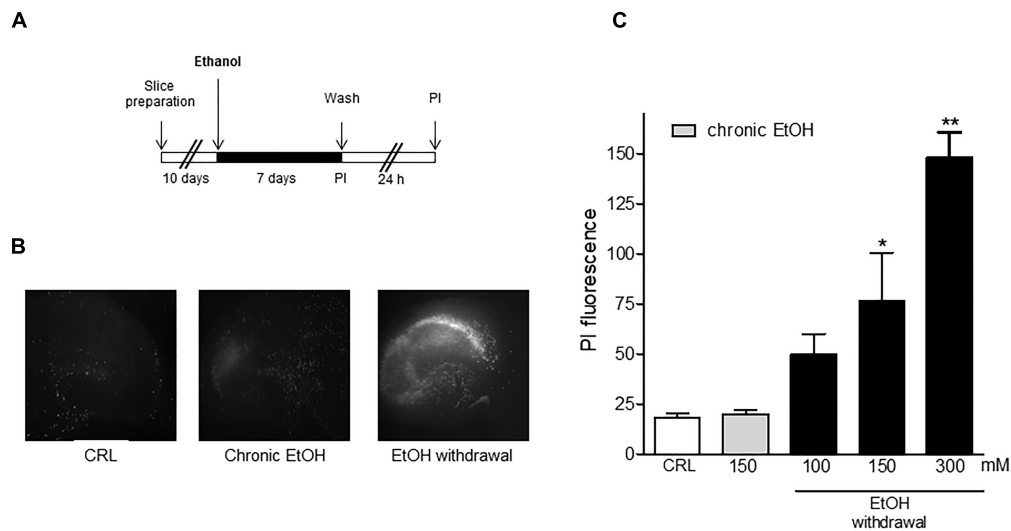 A
Ethanol
Slice
preparation
Wash
PI
10 days
7 days
PI
24 h
B
CRL
Chronic EtOH
EtOH withdrawal
C
chronic EtOH
**
*
PI fluorescence
150
125
100
75
50
25
0
CRL
150
100
150
300
mM
EtOH
withdrawal